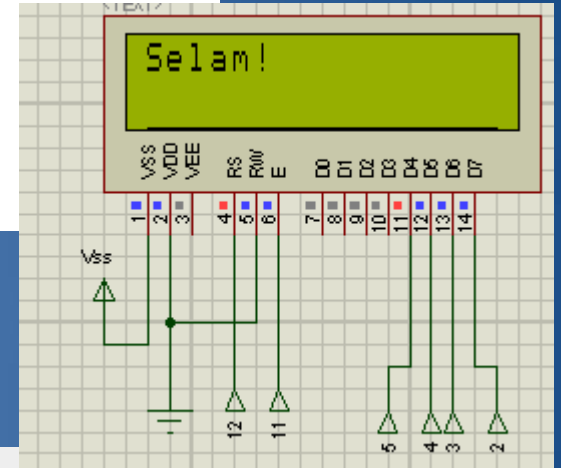 <TEXT>
Selam!
VSS VDD VEE RS RW E D0 D1 D2 D3 D4 D5 D6 D7
1 2 3 4 5 6 7 8 9 10 11 12 13 14
Vss
12 11 5 4 3 2